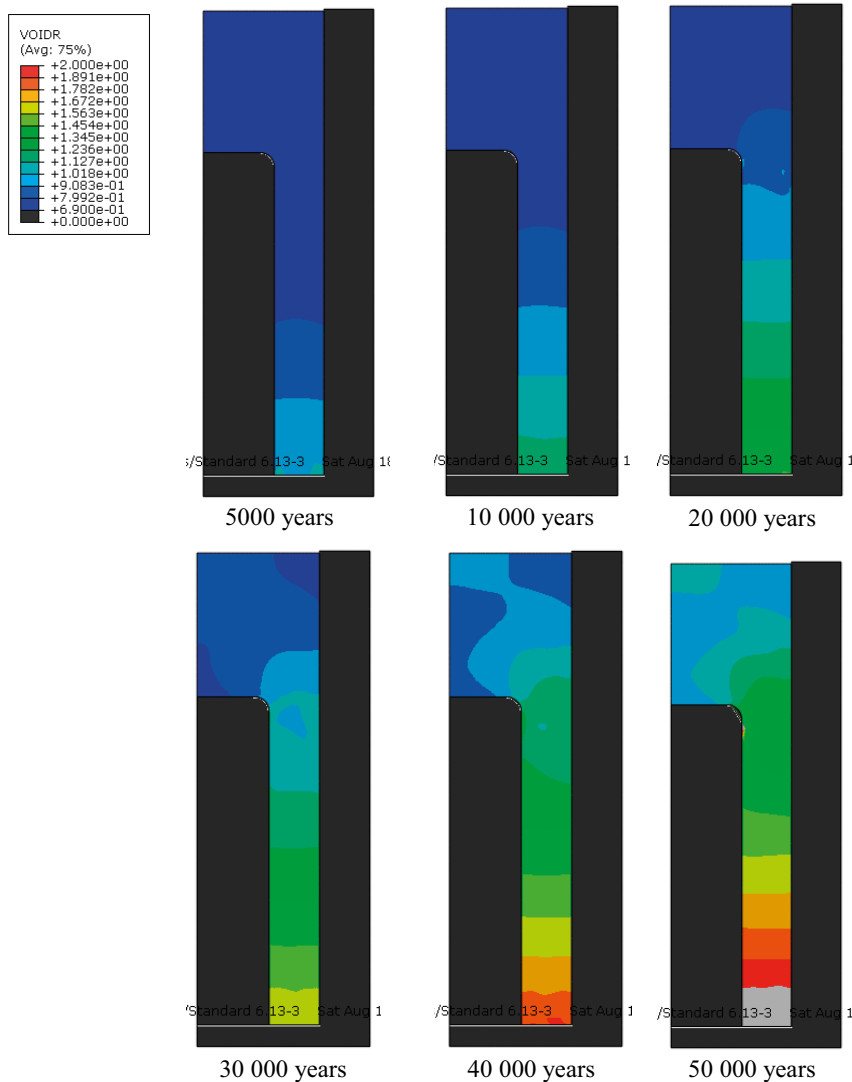 VOIDR
(Avg: 75%)
+2.000e+00
+1.891e+00
+1.782e+00
+1.672e+00
+1.563e+00
+1.454e+00
+1.345e+00
+1.236e+00
+1.127e+00
+1.018e+00
+9.083e-01
+7.992e-01
+6.900e-01
+0.000e+00
s/Standard 6.13-3 Sat Aug 18
/Standard 6.13-3 Sat Aug 1
/Standard 6.13-3 Sat Aug 1
5000 years
10 000 years
20 000 years
/Standard 6.13-3 Sat Aug 1
/Standard 6.13-3 Sat Aug 1
/Standard 6.13-3 Sat Aug 1
30 000 years
40 000 years
50 000 years